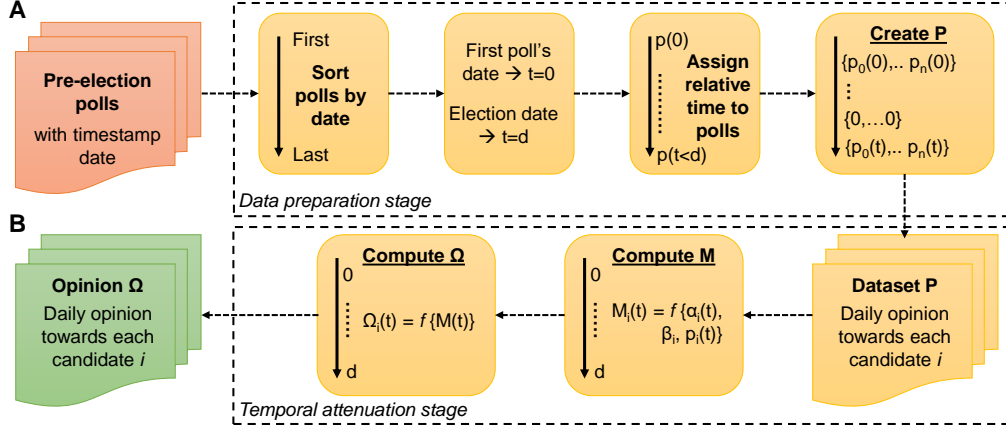 A
Pre-election
polls
with timestamp
date
First
Sort
polls by
date
Last
First poll's
date → t=0
Election date
→ t=d
p(0)
Assign
relative
time to
polls
p(t<d)
Create P
{p₀(0),.. pₙ(0)}
⋮
{0,…0}
{p₀(t),.. pₙ(t)}
Data preparation stage
B
Opinion Ω
Daily opinion
towards each
candidate i
Compute Ω
0
Ωᵢ(t) = f {M(t)}
d
Compute M
0
Mᵢ(t) = f {αᵢ(t),
βᵢ, pᵢ(t)}
d
Dataset P
Daily opinion
towards each
candidate i
Temporal attenuation stage